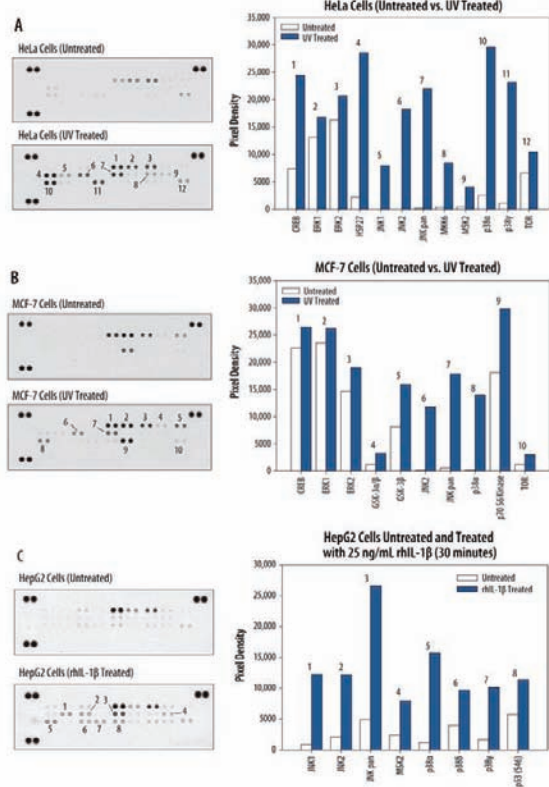 A
HeLa Cells (Untreated)
HeLa Cells (UV Treated)
1 2 3
4 5 6 7 8 9
10 11 12
HeLa Cells (Untreated vs. UV Treated)
Untreated
UV Treated
Pixel Density
35,000
30,000
25,000
20,000
15,000
10,000
5000
0
1 2 3 4 5 6 7 8 9 10 11 12
CREB
ERK1
ERK2
HSP27
JNK1
JNK2
JNK pan
MKK6
MSK2
p38α
p38γ
TOR
B
MCF-7 Cells (Untreated)
MCF-7 Cells (UV Treated)
1 2 3 4 5
6 7
8 9 10
MCF-7 Cells (Untreated vs. UV Treated)
Untreated
UV Treated
Pixel Density
35,000
30,000
25,000
20,000
15,000
10,000
5000
0
1 2 3 4 5 6 7 8 9 10
CREB
ERK1
ERK2
GSK-3α/β
GSK-3β
JNK2
JNK pan
p38α
p70 S6 Kinase
TOR
C
HepG2 Cells (Untreated)
HepG2 Cells (rhIL-1β Treated)
1 2 3 4
5 6 7 8
HepG2 Cells Untreated and Treated
with 25 ng/mL rhIL-1β (30 minutes)
Untreated
rhIL-1β Treated
Pixel Density
30,000
25,000
20,000
15,000
10,000
5000
0
1 2 3 4 5 6 7 8
JNK1
JNK2
JNK pan
MSK2
p38α
p38δ
p38γ
p53 (S46)